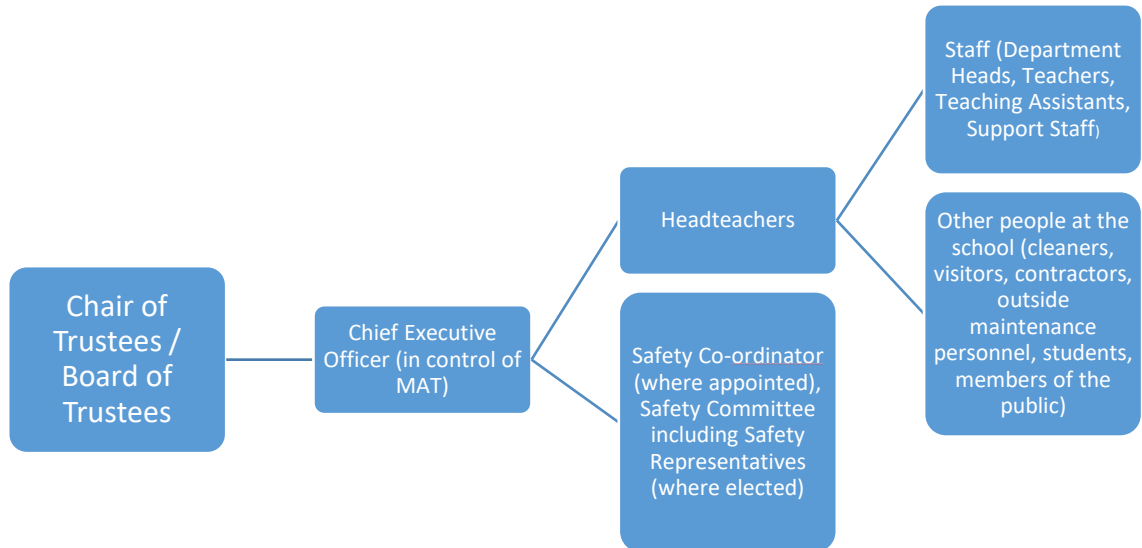 Chair of
Trustees /
Board of
Trustees
Chief Executive
Officer (in control of
MAT)
Headteachers
Safety Co-ordinator
(where appointed),
Safety Committee
including Safety
Representatives
(where elected)
Staff (Department
Heads, Teachers,
Teaching Assistants,
Support Staff)
Other people at the
school (cleaners,
visitors, contractors,
outside
maintenance
personnel, students,
members of the
public)